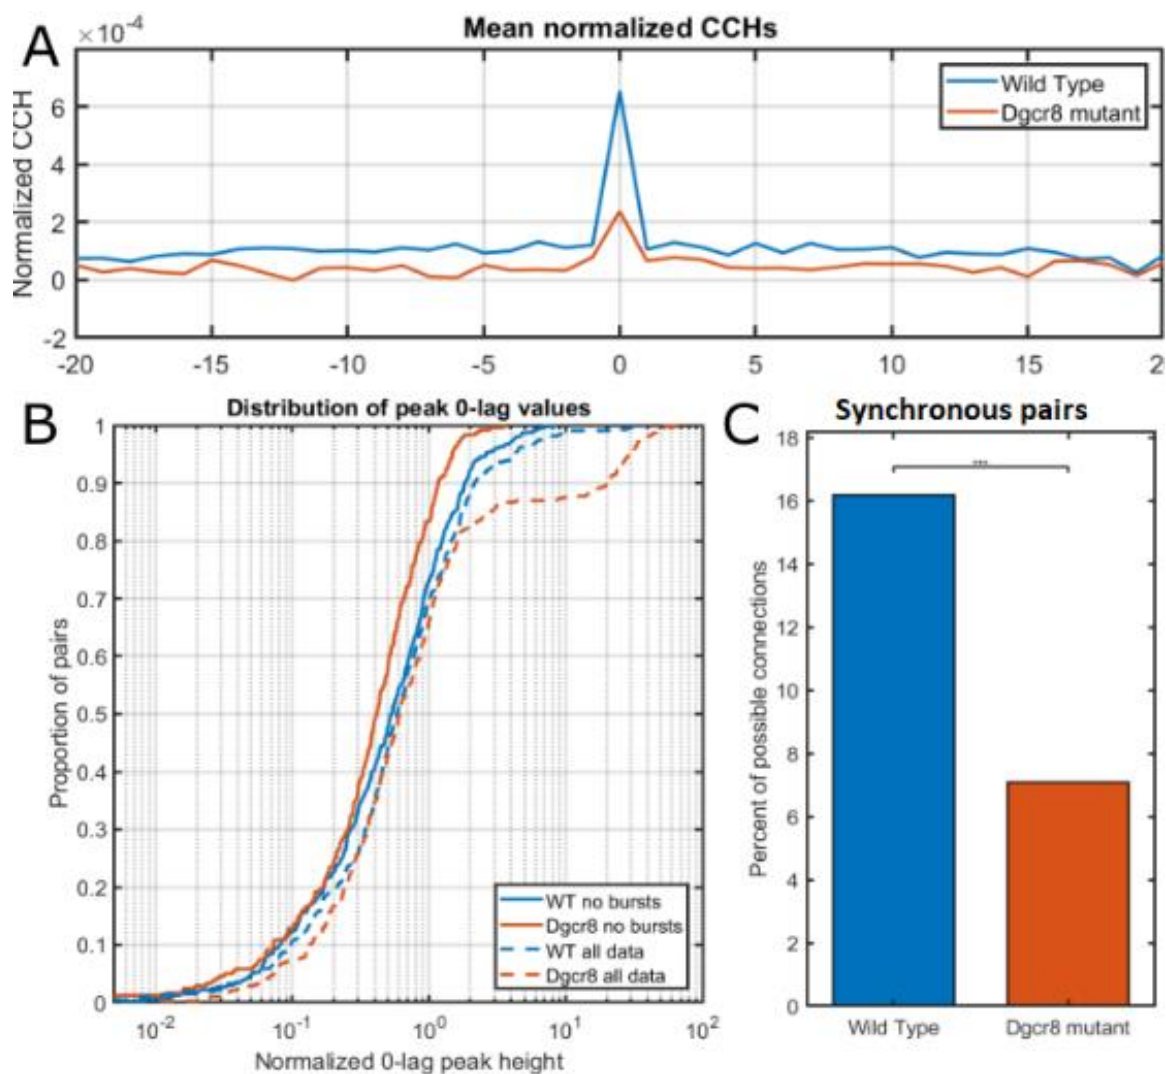 A
×10-4
Mean normalized CCHs
Normalized CCH
6
4
2
0
-2
Wild Type
Dgcr8 mutant
-20 -15 -10 -5 0 5 10 15 2
B
Distribution of peak 0-lag values
Proportion of pairs
1
0.9
0.8
0.7
0.6
0.5
0.4
0.3
0.2
0.1
0
WT no bursts
Dgcr8 no bursts
WT all data
Dgcr8 all data
10-2 10-1 100 101 102
Normalized 0-lag peak height
C
Synchronous pairs
Percent of possible connections
18
16
14
12
10
8
6
4
2
0
***
Wild Type Dgcr8 mutant